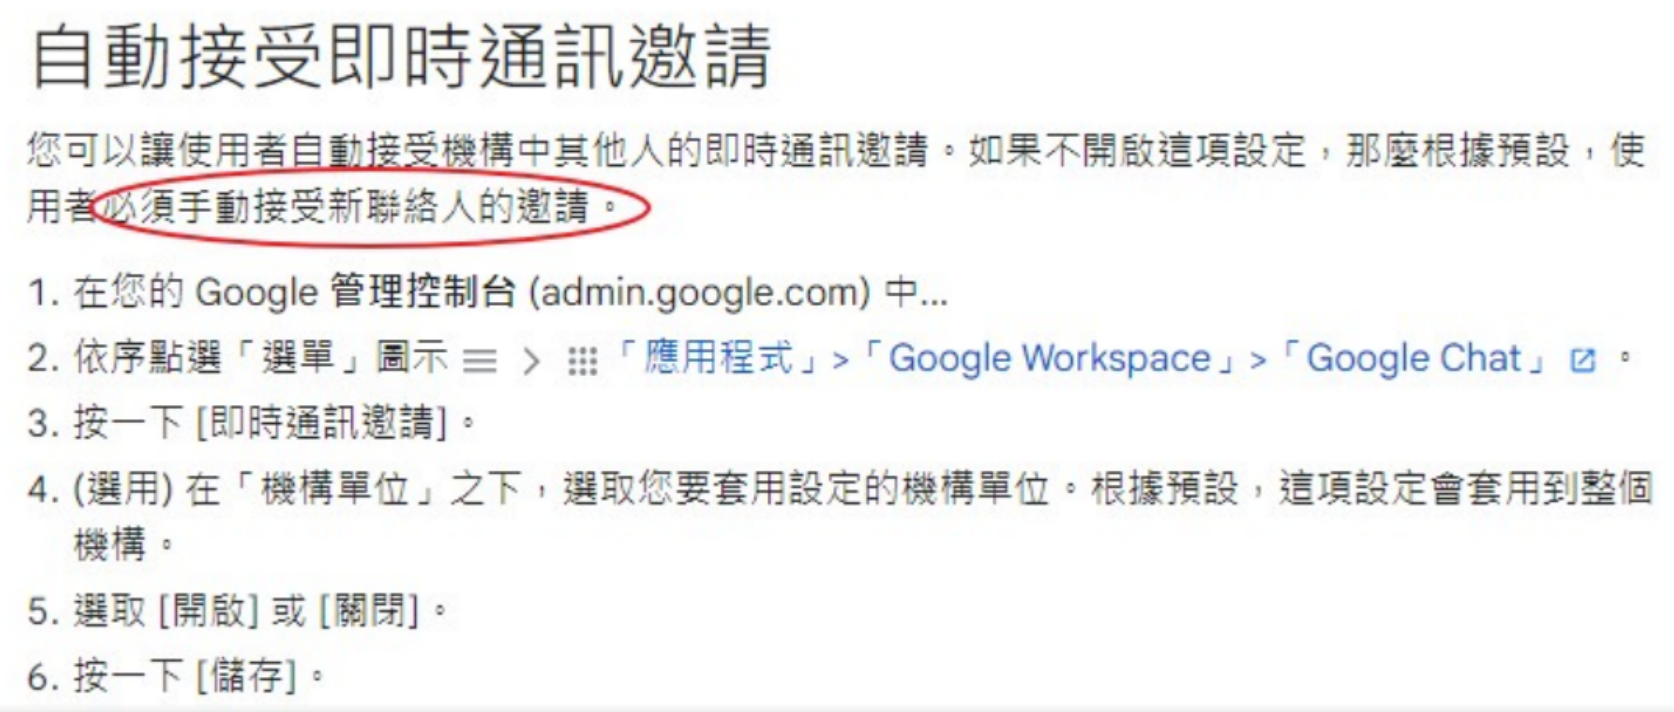 自動接受即時通訊邀請
您可以讓使用者自動接受機構中其他人的即時通訊邀請。如果不開啟這項設定，那麼根據預設，使
用者必須手動接受新聯絡人的邀請。
1. 在您的 Google 管理控制台 (admin.google.com) 中...
2. 依序點選「選單」圖示 > 「應用程式」>「Google Workspace」>「Google Chat」。
3. 按一下 [即時通訊邀請]。
4. (選用) 在「機構單位」之下，選取您要套用設定的機構單位。根據預設，這項設定會套用到整個
機構。
5. 選取 [開啟] 或 [關閉]。
6. 按一下 [儲存]。